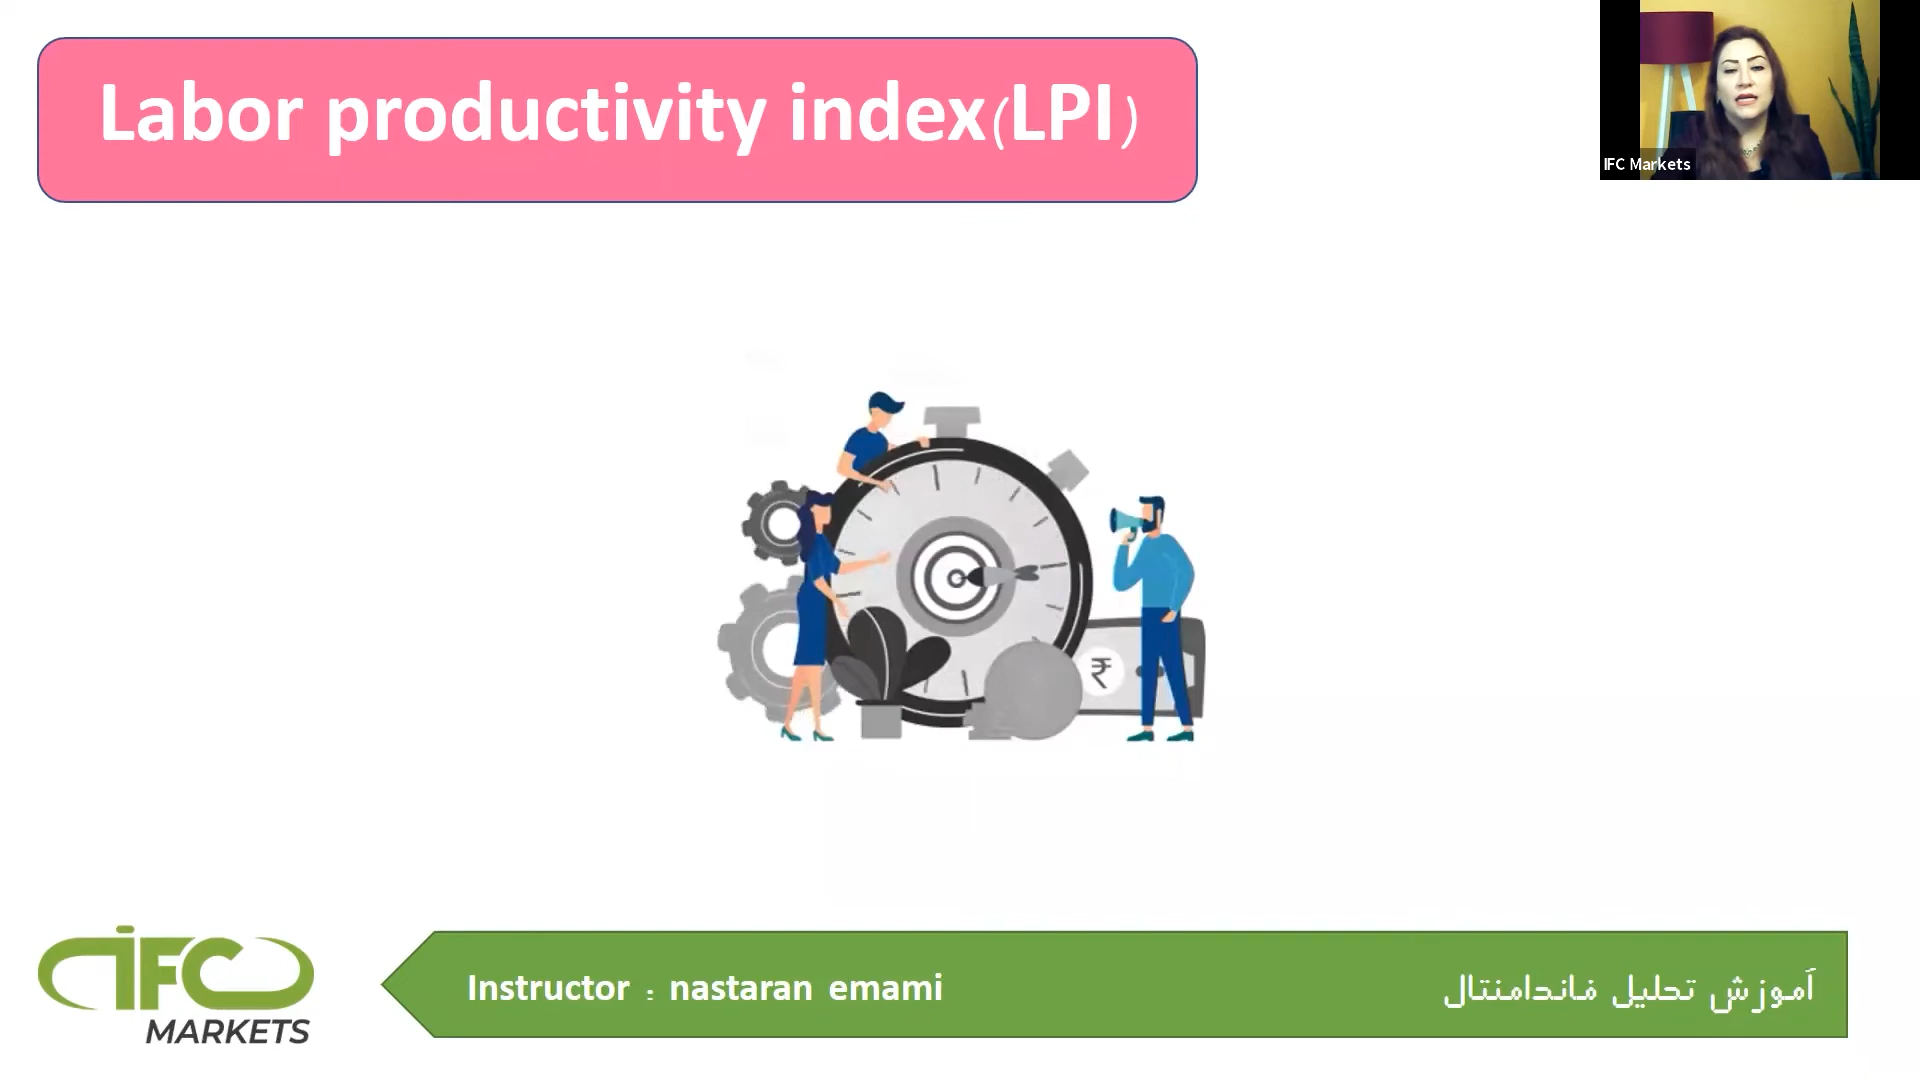 Labor productivity index(LPI)
IFC Markets
₹
iFC
MARKETS
Instructor : nastaran emami
آموزش تحلیل فاندامنتال